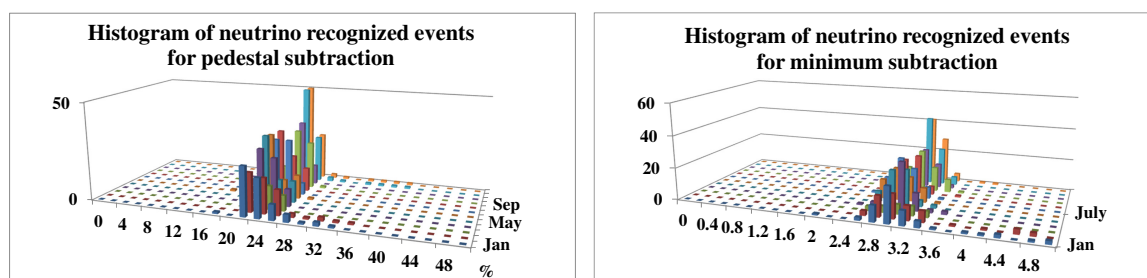 Histogram of neutrino recognized events
for pedestal subtraction
50
0
0 4 8 12 16 20 24 28 32 36 40 44 48
%
Sep
May
Jan
Histogram of neutrino recognized events
for minimum subtraction
60
40
20
0
0 0.4 0.8 1.2 1.6 2 2.4 2.8 3.2 3.6 4 4.4 4.8
July
Jan